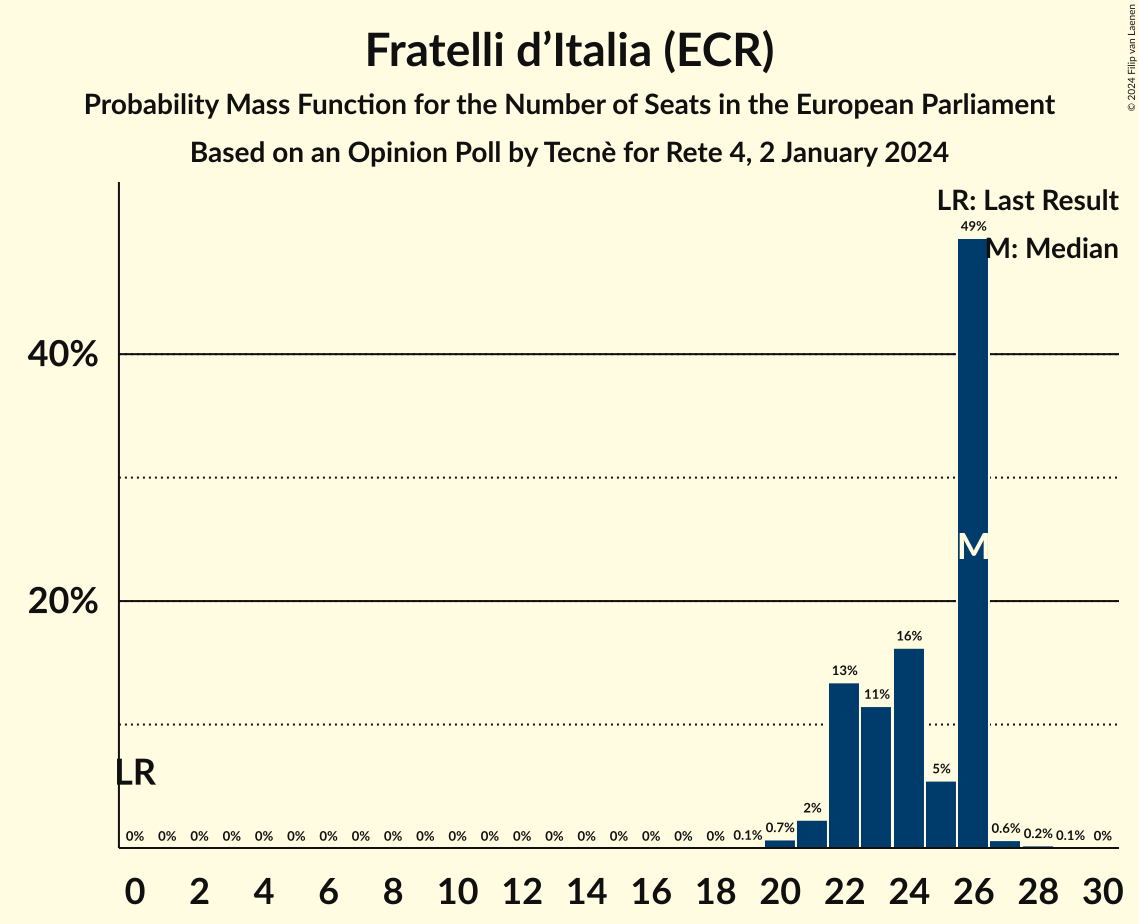 Fratelli d’Italia (ECR)
Probability Mass Function for the Number of Seats in the European Parliament
Based on an Opinion Poll by Tecnè for Rete 4, 2 January 2024
© 2024 Filip van Laenen
LR: Last Result
M: Median
49%
40%
M
20%
16%
13%
11%
LR
5%
2%
0% 0% 0% 0% 0% 0% 0% 0% 0% 0% 0% 0% 0% 0% 0% 0% 0% 0% 0% 0.1% 0.7% 0.6% 0.2% 0.1% 0%
0 2 4 6 8 10 12 14 16 18 20 22 24 26 28 30